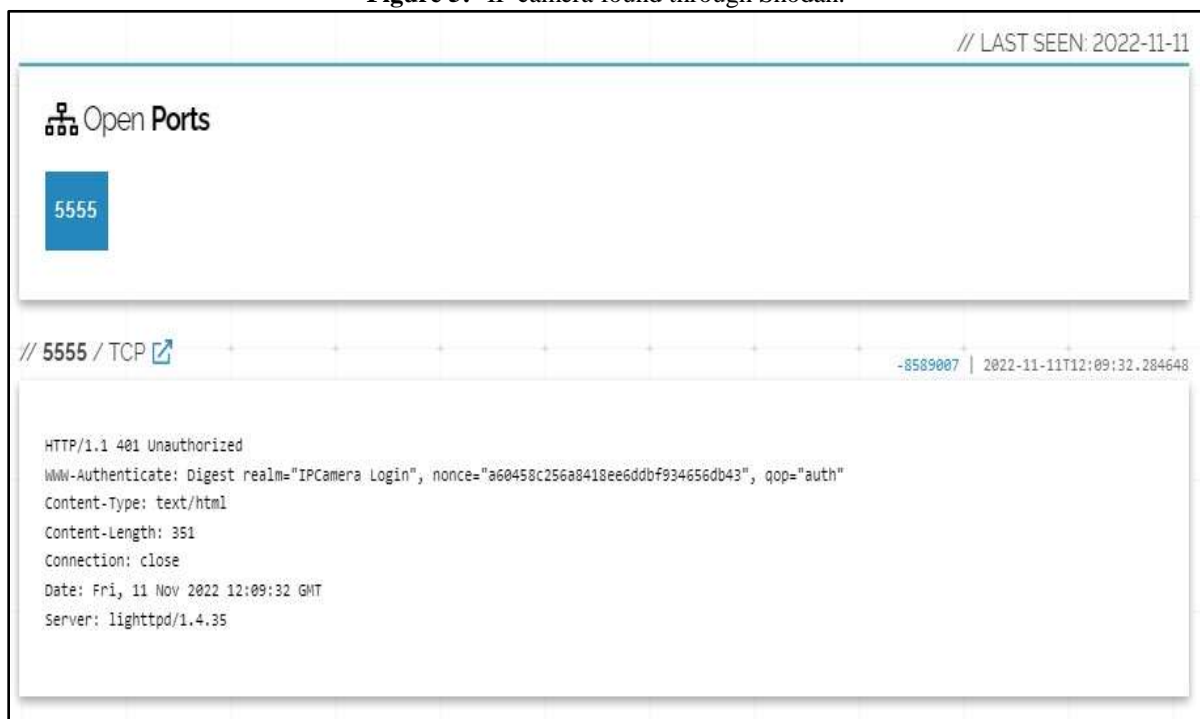 Figure 3. IP camera found through Shodan.
// LAST SEEN: 2022-11-11
Open Ports
5555
// 5555 / TCP
-8589007 | 2022-11-11T12:09:32.284648
HTTP/1.1 401 Unauthorized
WWW-Authenticate: Digest realm="IPCamera Login", nonce="a60458c256a8418ee6ddbf934656db43", qop="auth"
Content-Type: text/html
Content-Length: 351
Connection: close
Date: Fri, 11 Nov 2022 12:09:32 GMT
Server: lighttpd/1.4.35